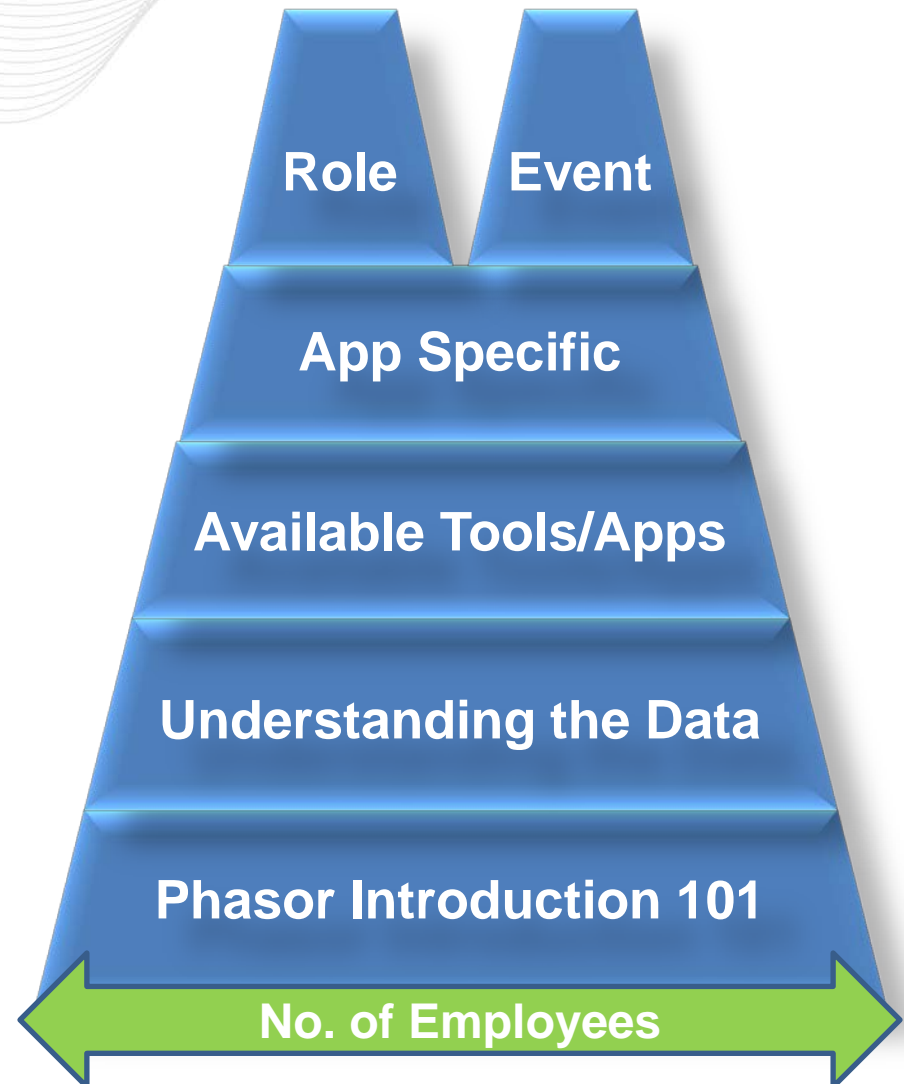 Role Event
App Specific
Available Tools/Apps
Understanding the Data
Phasor Introduction 101
No. of Employees